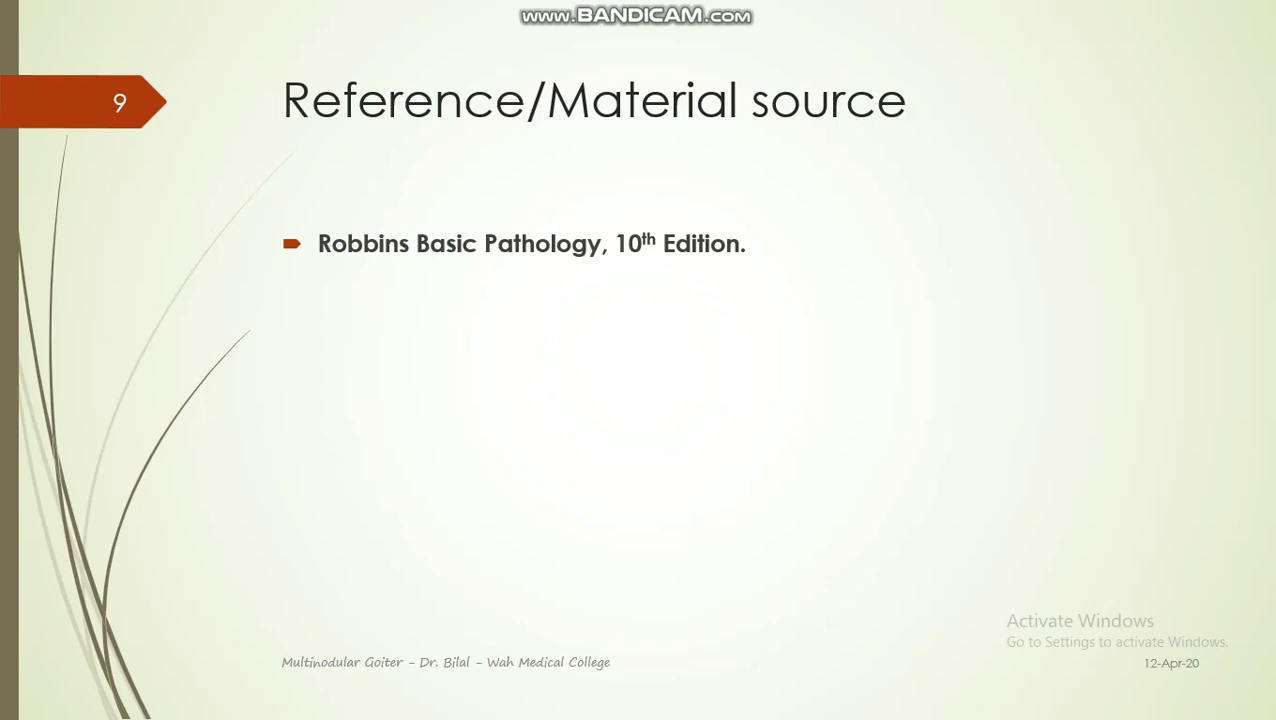 www.BANDICAM.com
9
Reference/Material source
Robbins Basic Pathology, 10th Edition.
Activate Windows
Go to Settings to activate Windows.
Multinodular Goiter – Dr. Bilal – Wah Medical College
12-Apr-20